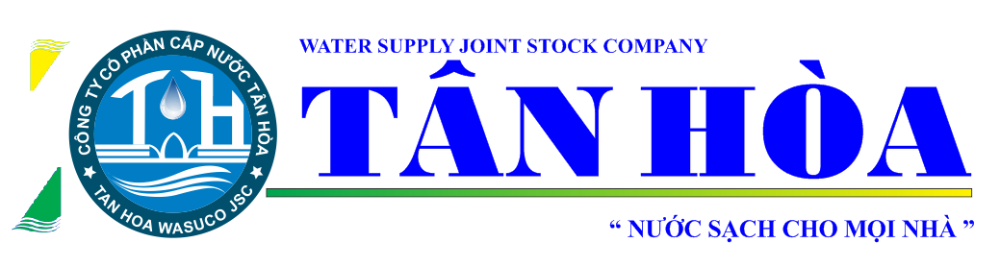 CÔNG TY CỔ PHẦN CẤP NƯỚC TÂN HÒA
TH
TAN HOA WASUCO JSC
WATER SUPPLY JOINT STOCK COMPANY
TÂN HÒA
“ NƯỚC SẠCH CHO MỌI NHÀ ”